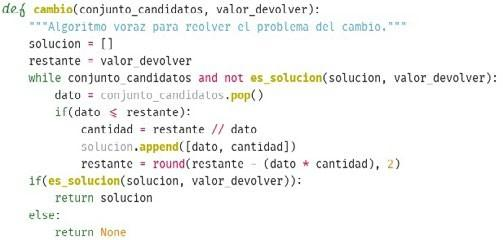 def cambio(conjunto_candidatos, valor_devolver):
"""Algoritmo voraz para reolver el problema del cambio."""
solucion = []
restante = valor_devolver
while conjunto_candidatos and not es_solucion(solucion, valor_devolver):
dato = conjunto_candidatos.pop()
if(dato <= restante):
cantidad = restante // dato
solucion.append([dato, cantidad])
restante = round(restante - (dato * cantidad), 2)
if(es_solucion(solucion, valor_devolver)):
return solucion
else:
return None